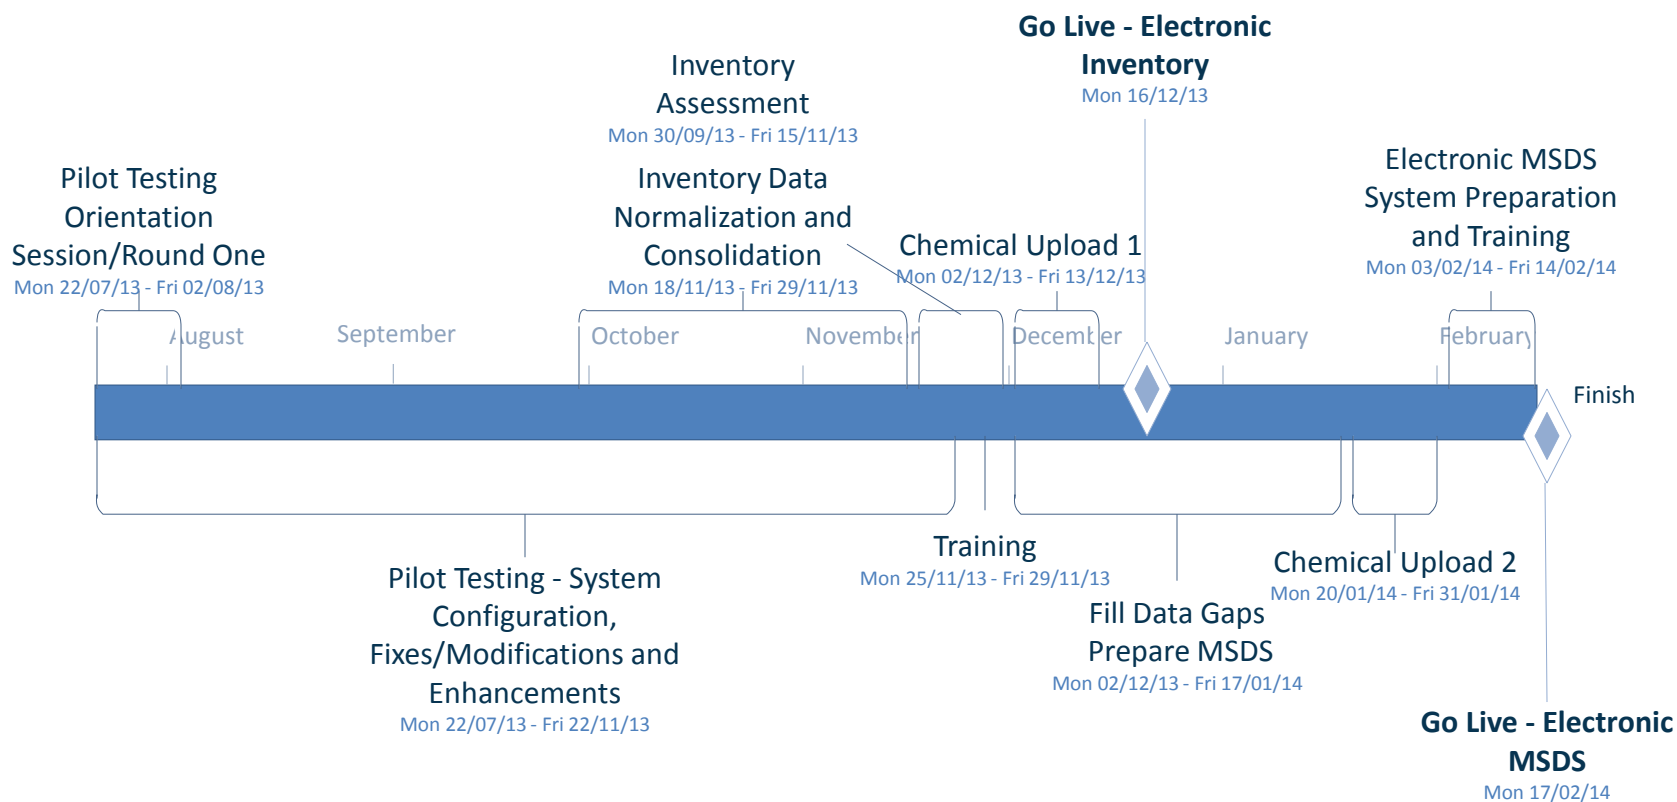 Go Live - Electronic
Inventory
Mon 16/12/13
Inventory
Assessment
Mon 30/09/13 - Fri 15/11/13
Pilot Testing
Orientation
Session/Round One
Mon 22/07/13 - Fri 02/08/13
Inventory Data
Normalization and
Consolidation
Mon 18/11/13 - Fri 29/11/13
Chemical Upload 1
Mon 02/12/13 - Fri 13/12/13
Electronic MSDS
System Preparation
and Training
Mon 03/02/14 - Fri 14/02/14
August
September
October
November
December
January
February
Finish
Pilot Testing - System
Configuration,
Fixes/Modifications and
Enhancements
Mon 22/07/13 - Fri 22/11/13
Training
Mon 25/11/13 - Fri 29/11/13
Fill Data Gaps
Prepare MSDS
Mon 02/12/13 - Fri 17/01/14
Chemical Upload 2
Mon 20/01/14 - Fri 31/01/14
Go Live - Electronic
MSDS
Mon 17/02/14